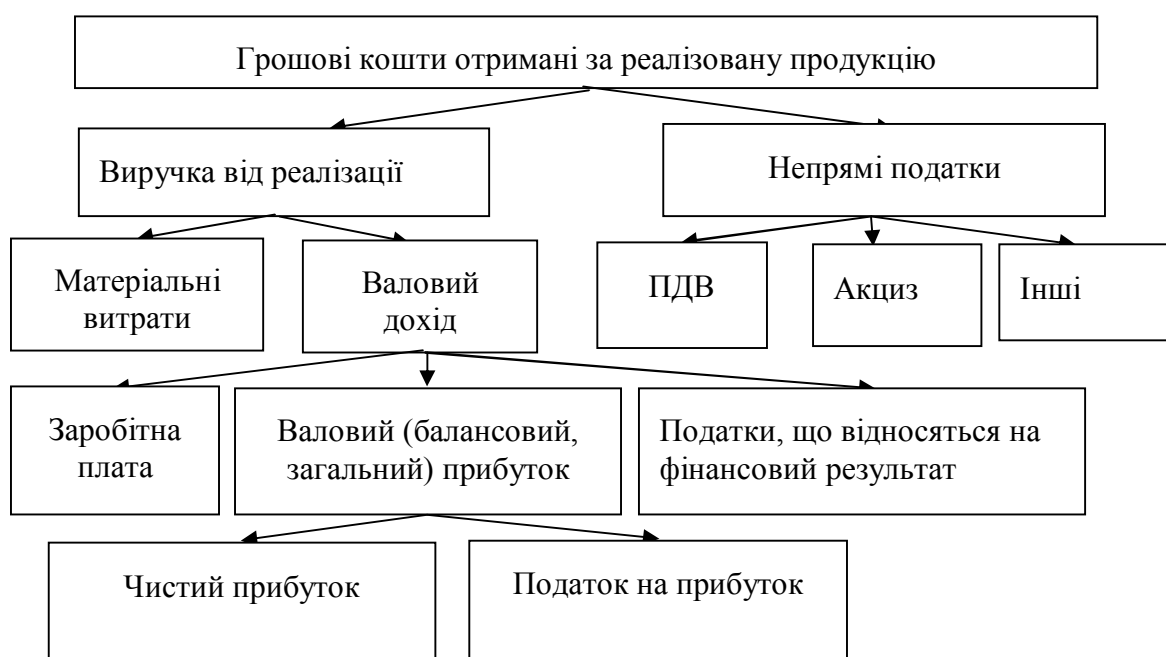 Грошові кошти отримані за реалізовану продукцію
Виручка від реалізації
Непрямі податки
Матеріальні
витрати
Валовий
дохід
ПДВ
Акциз
Інші
Заробітна
плата
Валовий (балансовий,
загальний) прибуток
Податки, що відносяться на
фінансовий результат
Чистий прибуток
Податок на прибуток